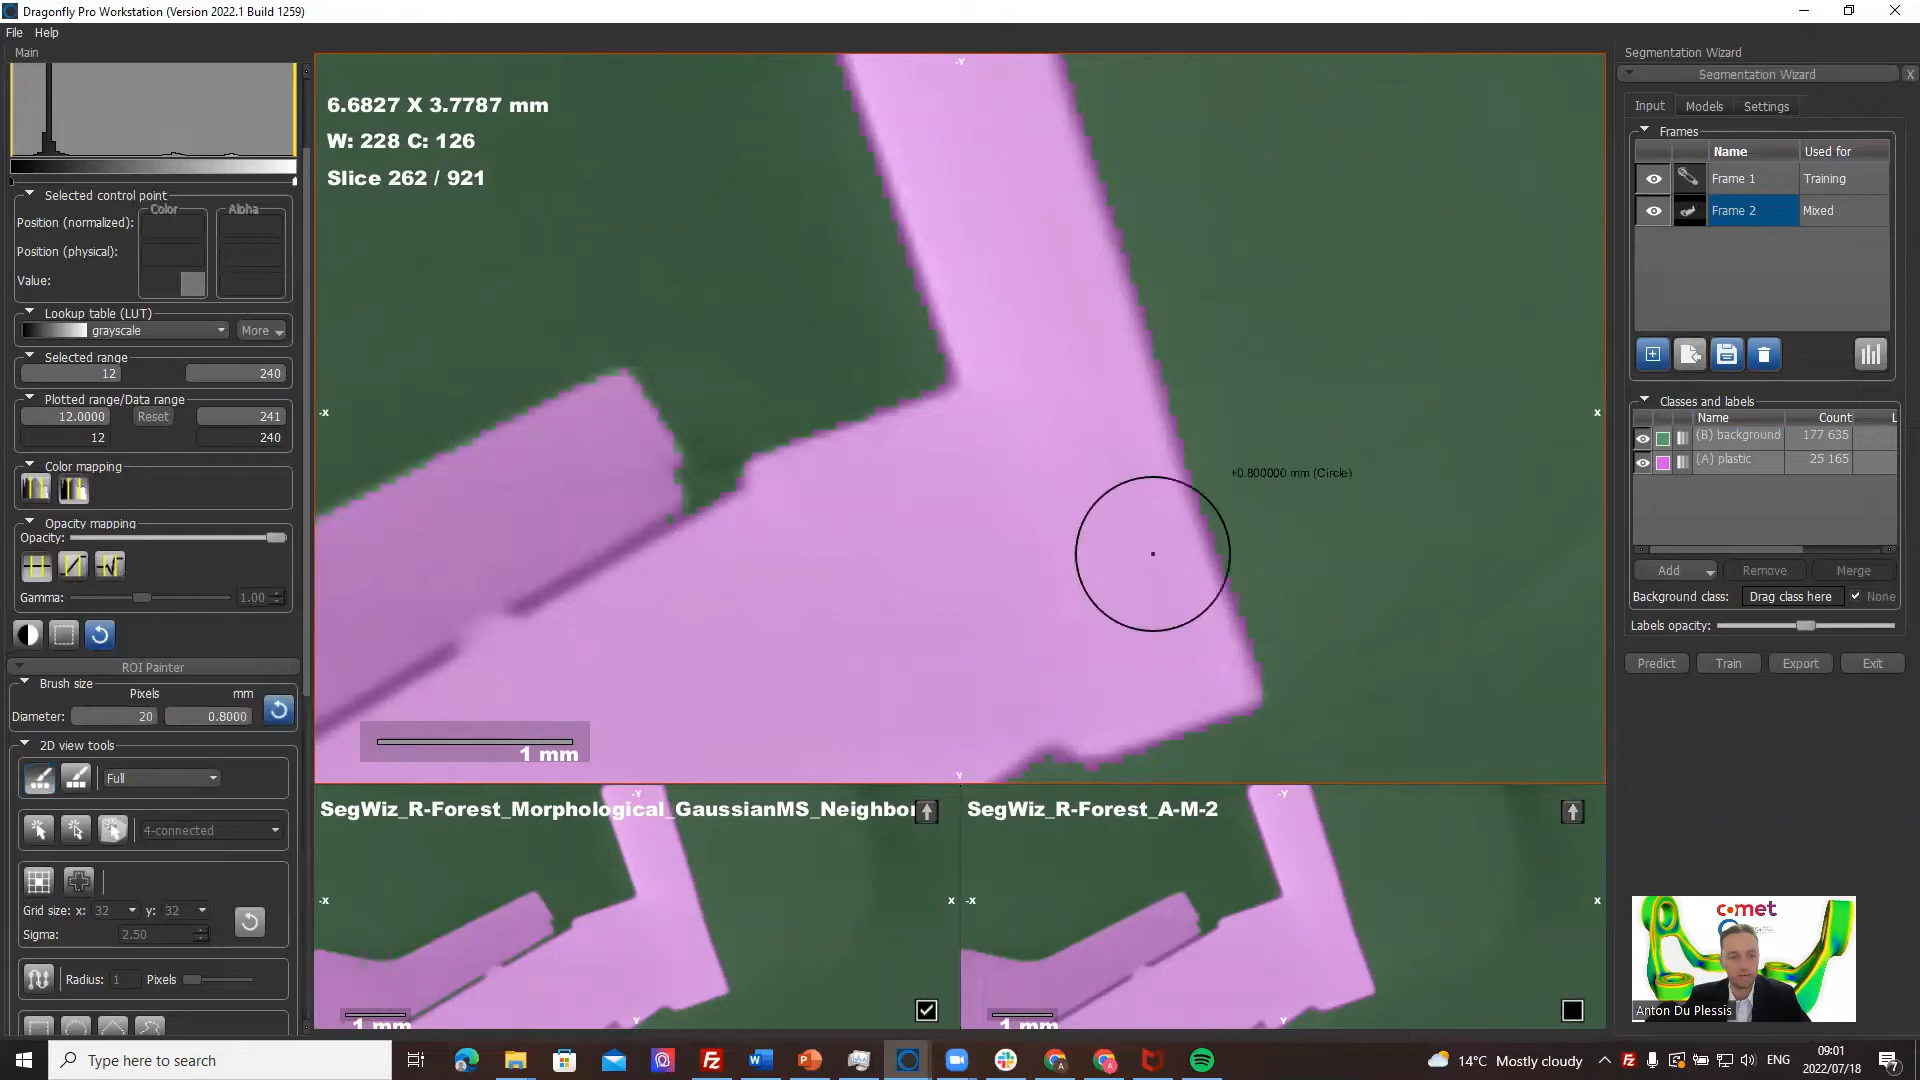 Dragonfly Pro Workstation (Version 2022.1 Build 1259)
File Help
Main
Selected control point
Color
Alpha
Position (normalized):
Position (physical):
Value:
Lookup table (LUT)
grayscale
More
Selected range
12
240
Plotted range/Data range
12.0000
Reset
241
12
240
Color mapping
Opacity mapping
Opacity:
Gamma:
1.00
ROI Painter
Brush size
Pixels
mm
Diameter:
20
0.8000
2D view tools
Full
4-connected
Grid size: x: 32 y: 32
Sigma: 2.50
Radius: 1 Pixels
6.6827 X 3.7787 mm
W: 228 C: 126
Slice 262 / 921
-Y
-X
X
Y
+0.800000 mm (Circle)
1 mm
SegWiz_R-Forest_Morphological_GaussianMS_Neighbor
-Y
-X
X
Y
1 mm
SegWiz_R-Forest_A-M-2
-Y
-X
X
Y
1 mm
Segmentation Wizard
Segmentation Wizard
X
Input
Models
Settings
Frames
Name
Used for
Frame 1
Training
Frame 2
Mixed
Classes and labels
Name
Count
L
(B) background
177 635
(A) plastic
25 165
Add
Remove
Merge
Background class:
Drag class here
None
Labels opacity:
Predict
Train
Export
Exit
comet
Anton Du Plessis
Type here to search
14°C Mostly cloudy
ENG
09:01
2022/07/18
7